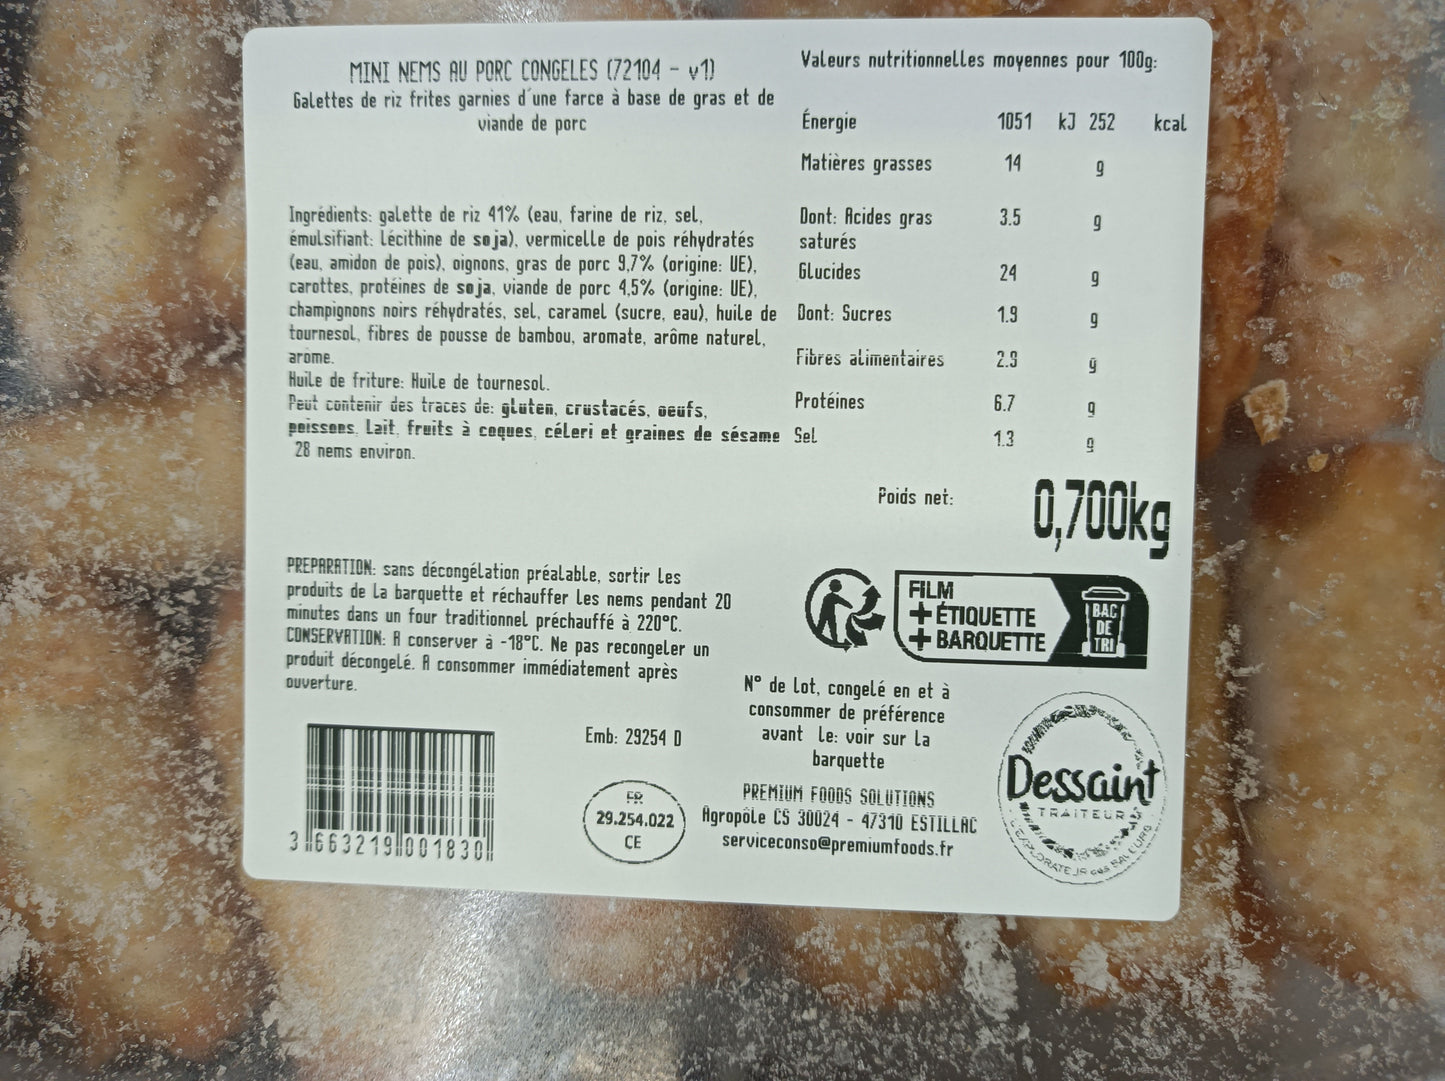 MINI NEMS AU PORC CONGELES (72104 - v1)
Galettes de riz frites garnies d'une farce à base de gras et de
viande de porc
Ingrédients: galette de riz 41% (eau, farine de riz, sel,
émulsifiant: lécithine de soja), vermicelle de pois réhydratés
(eau, amidon de pois), oignons, gras de porc 9,7% (origine: UE),
carottes, protéines de soja, viande de porc 4,5% (origine: UE),
champignons noirs réhydratés, sel, caramel (sucre, eau), huile de
tournesol, fibres de pousse de bambou, aromate, arôme naturel,
arôme.
Huile de friture: Huile de tournesol.
Peut contenir des traces de: gluten, crustacés, oeufs,
poissons, Lait, fruits à coques, céleri et graines de sésame
28 nems environ.
PREPARATION: sans décongélation préalable, sortir les
produits de la barquette et réchauffer les nems pendant 20
minutes dans un four traditionnel préchauffé à 220°C.
CONSERVATION: A conserver à -18°C. Ne pas recongeler un
produit décongelé. A consommer immédiatement après
ouverture.
3 663219 001830
Emb: 29254 D
FR
29.254.022
CE
Valeurs nutritionnelles moyennes pour 100g:
Énergie 1051 kJ 252 kcal
Matières grasses 14 g
Dont: Acides gras 3.5 g
saturés
Glucides 24 g
Dont: Sucres 1.9 g
Fibres alimentaires 2.9 g
Protéines 6.7 g
Sel 1.3 g
Poids net: 0,700kg
FILM
+ ÉTIQUETTE
+ BARQUETTE
BAC
DE
TRI
N° de lot, congelé en et à
consommer de préférence
avant le: voir sur la
barquette
PREMIUM FOODS SOLUTIONS
Agropôle CS 30024 - 47310 ESTILLAC
serviceconso@premiumfoods.fr
Dessaint
TRAITEUR
L'EXPLORATEUR des SAVEURS